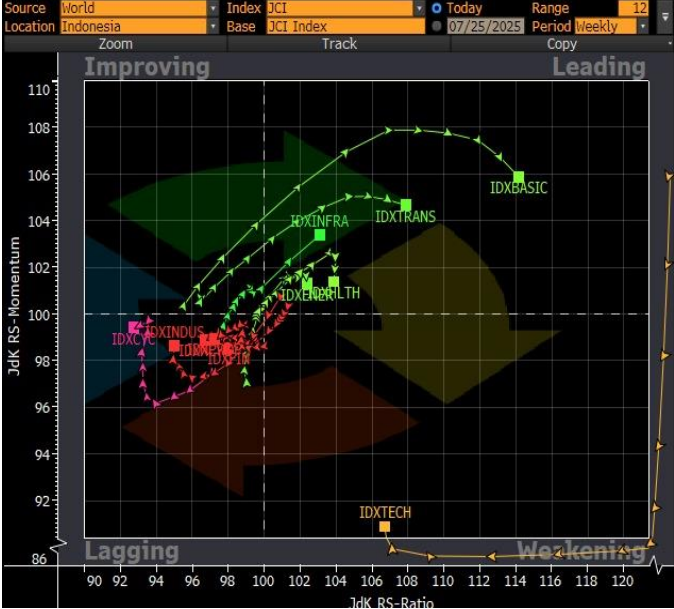 Source World Index JCI Today Range 12
Location Indonesia Base JCI Index 07/25/2025 Period Weekly
Zoom Track Copy
Improving Leading
110
108
106
104
102
100
98
96
94
92
86
JdK RS-Momentum
IDXBASIC
IDXTRANS
IDXINFRA
IDXENER
IDXHLTH
IDXCYC
IDXINDUS
IDXFIN
IDXTECH
Lagging Weakening
90 92 94 96 98 100 102 104 106 108 110 112 114 116 118 120
JdK RS-Ratio